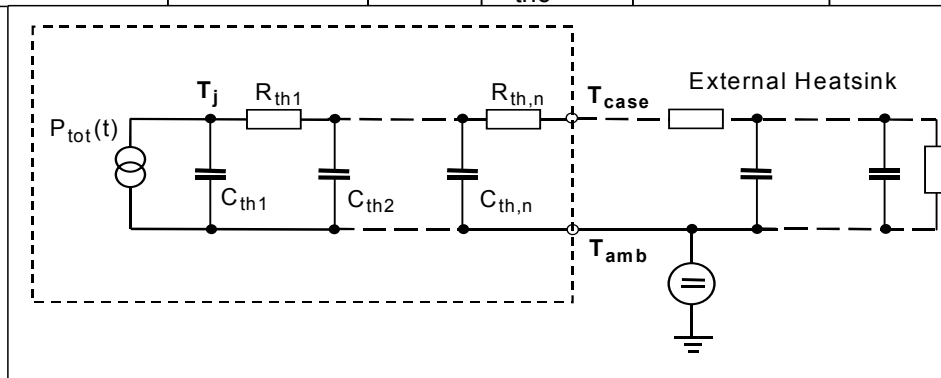 External Heatsink
Tj Rth1 Rth,n Tcase
Ptot(t)
Cth1 Cth2 Cth,n
Tamb